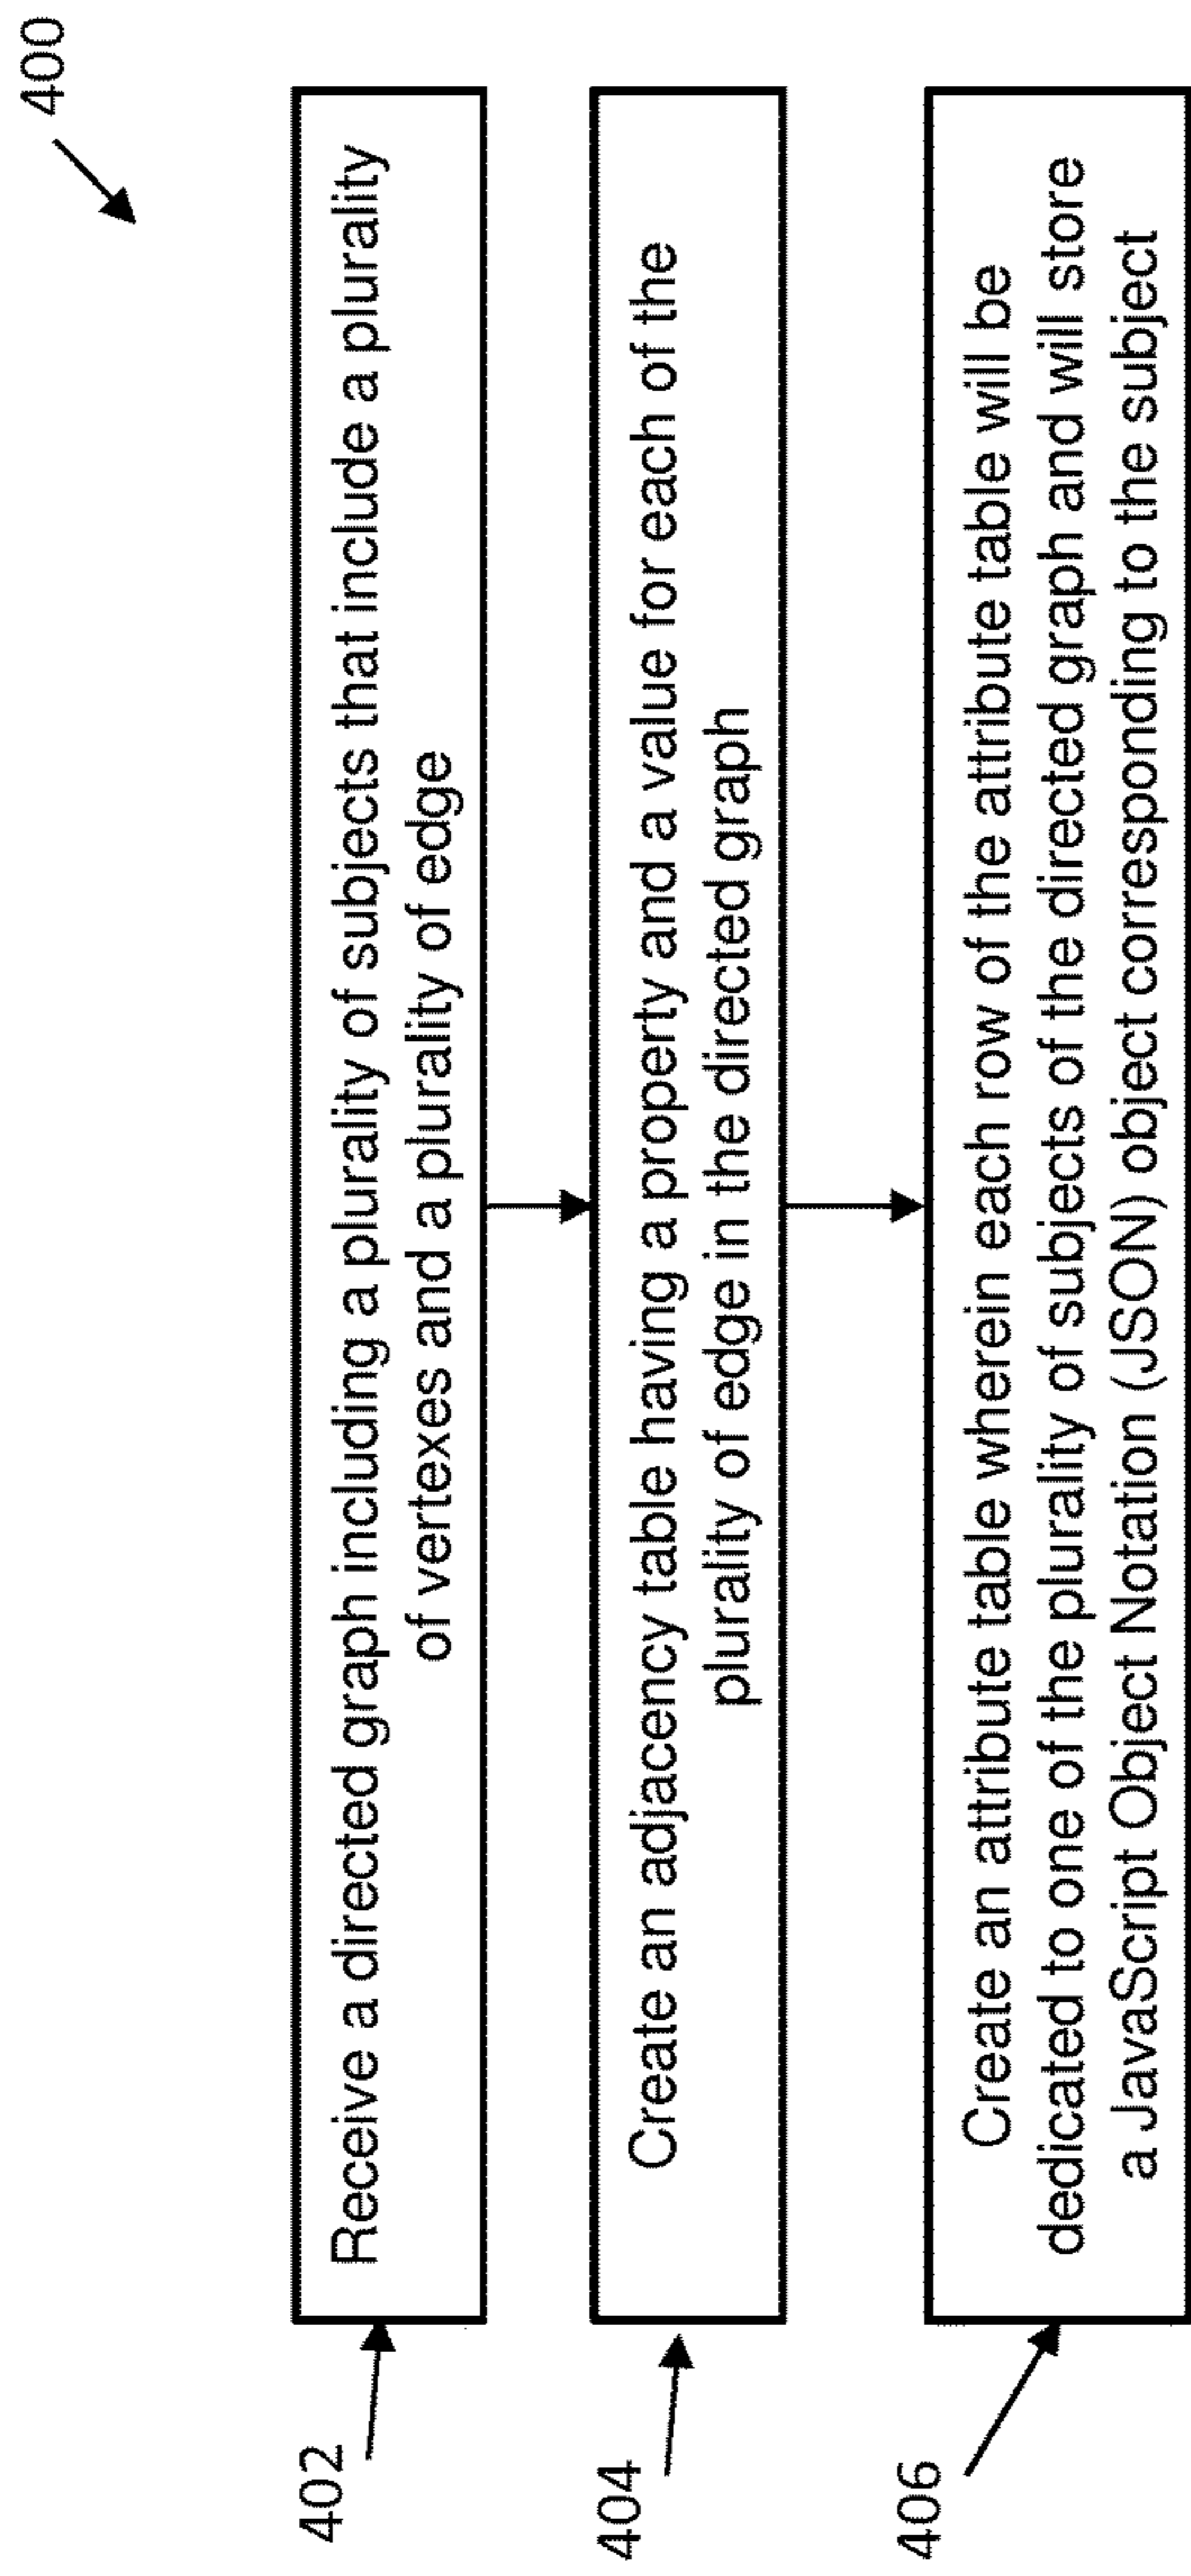 400
402
Receive a directed graph including a plurality of subjects that include a plurality
of vertexes and a plurality of edge
404
Create an adjacency table having a property and a value for each of the
plurality of edge in the directed graph
406
Create an attribute table wherein each row of the attribute table will be
dedicated to one of the plurality of subjects of the directed graph and will store
a JavaScript Object Notation (JSON) object corresponding to the subject